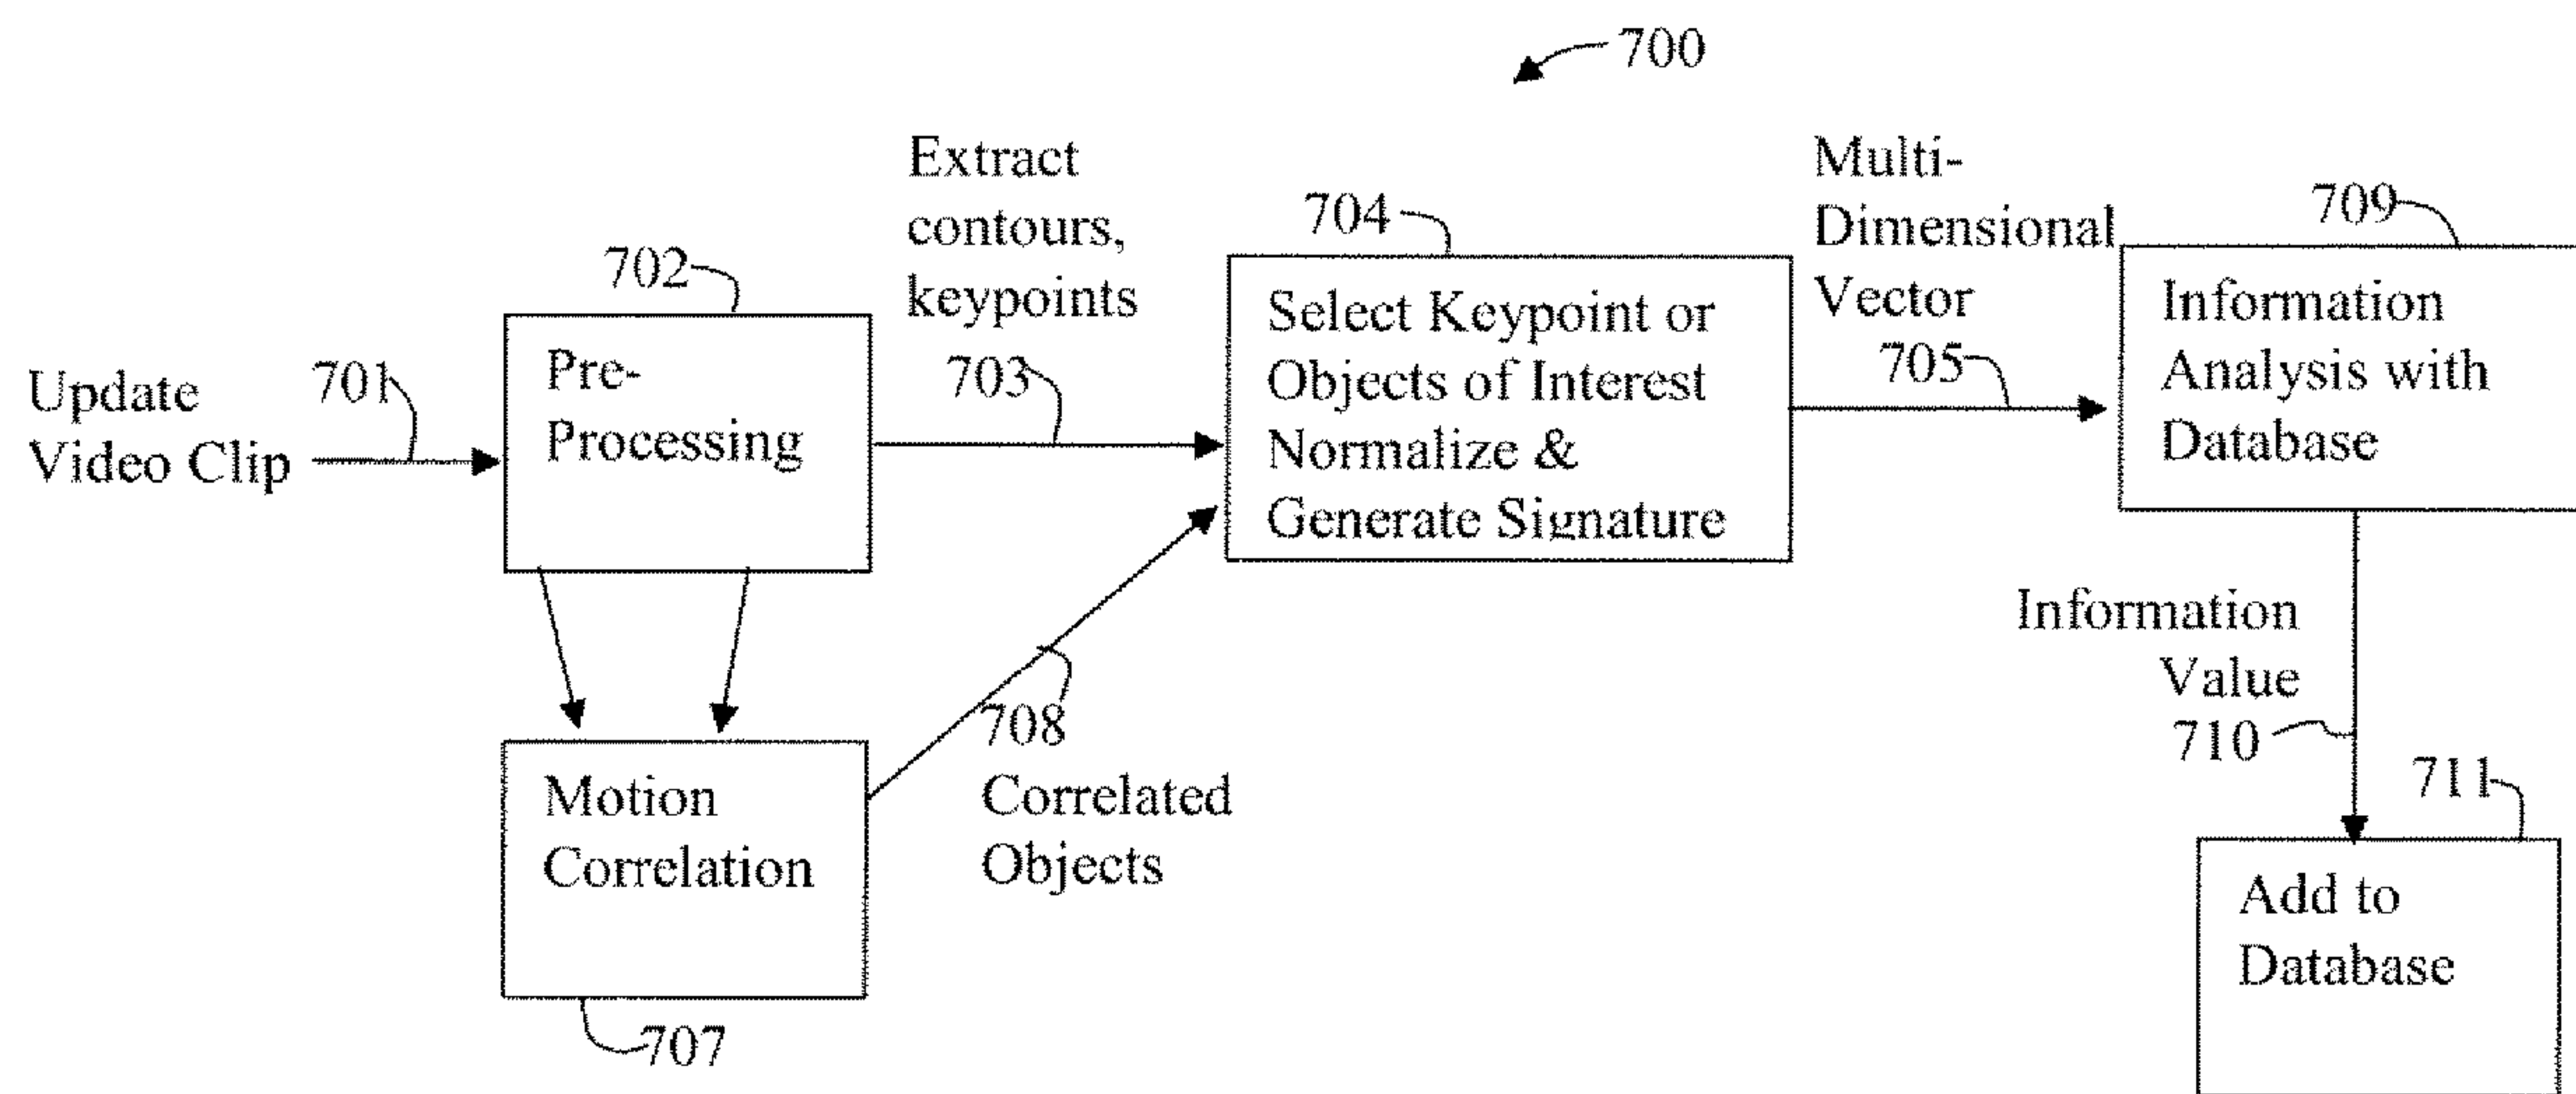 700
Update
Video Clip
701
702
Pre-
Processing
Extract
contours,
keypoints
703
704
Select Keypoint or
Objects of Interest
Normalize &
Generate Signature
Multi-
Dimensional
Vector
705
709
Information
Analysis with
Database
Motion
Correlation
707
708
Correlated
Objects
Information
Value
710
711
Add to
Database